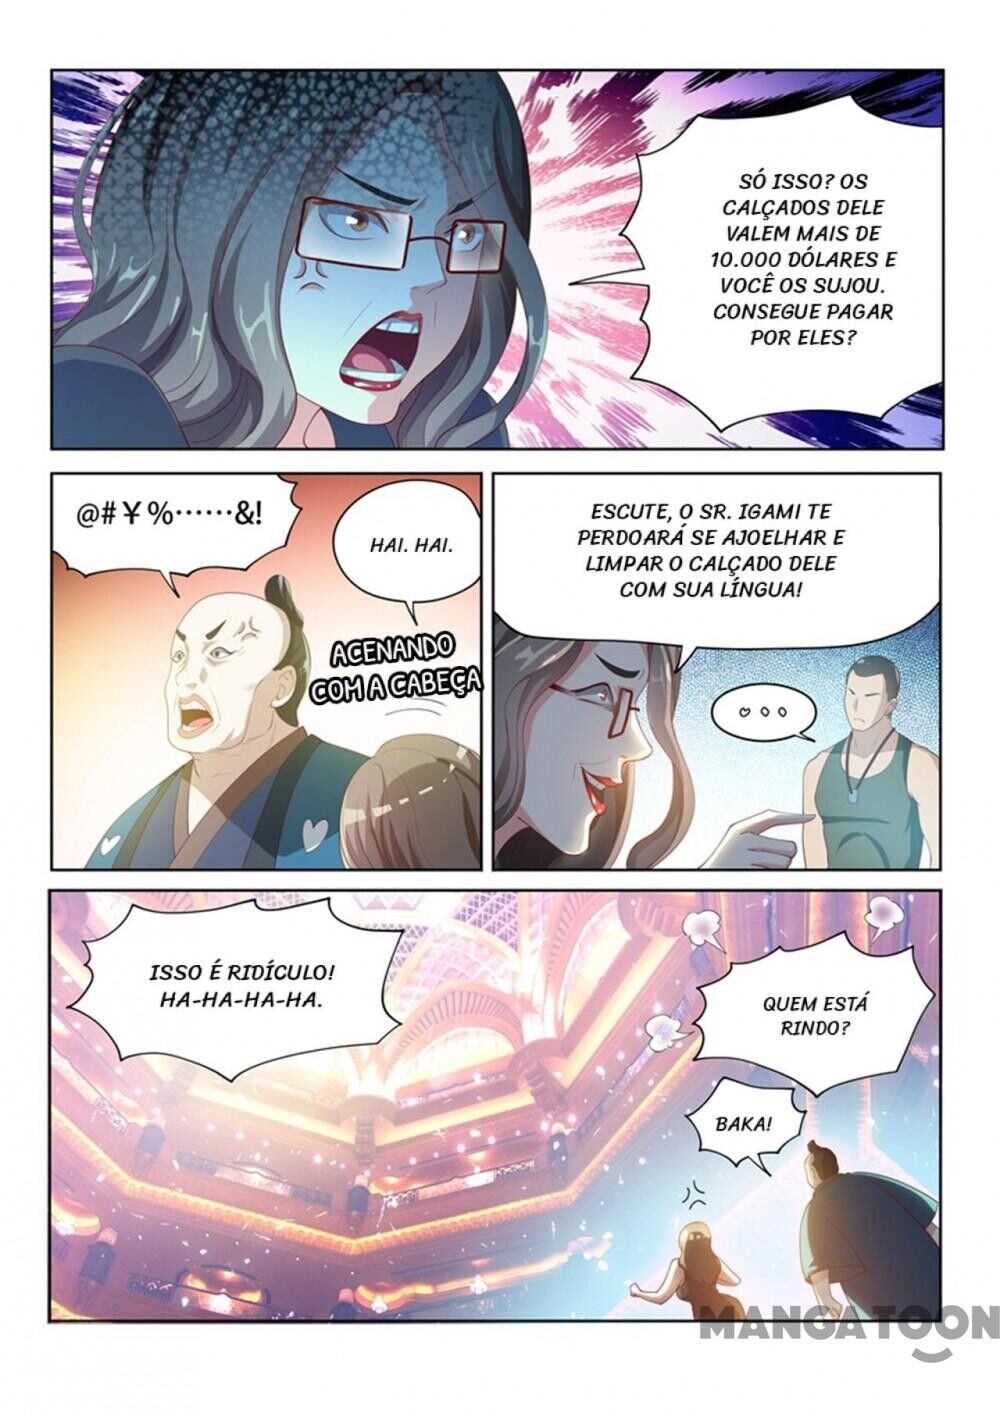 SÓ ISSO? OS
CALÇADOS DELE
VALEM MAIS DE
10.000 DÓLARES E
VOCÊ OS SUJOU.
CONSEGUE PAGAR
POR ELES?
@#¥%······&!
HAI. HAI.
ACENANDO
COM A CABEÇA
ESCUTE, O SR. IGAMI TE
PERDOARÁ SE AJOELHAR E
LIMPAR O CALÇADO DELE
COM SUA LÍNGUA!
ISSO É RIDÍCULO!
HA-HA-HA-HA.
QUEM ESTÁ
RINDO?
BAKA!
MANGATOON